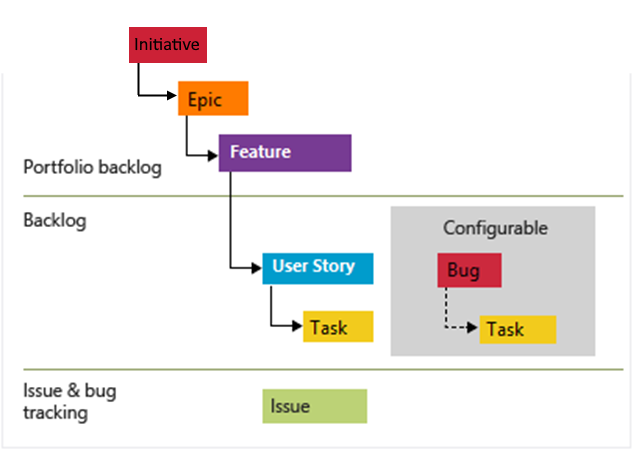 Initiative
Epic
Feature
Portfolio backlog
Backlog
Configurable
User Story
Bug
Task
Task
Issue & bug
tracking
Issue